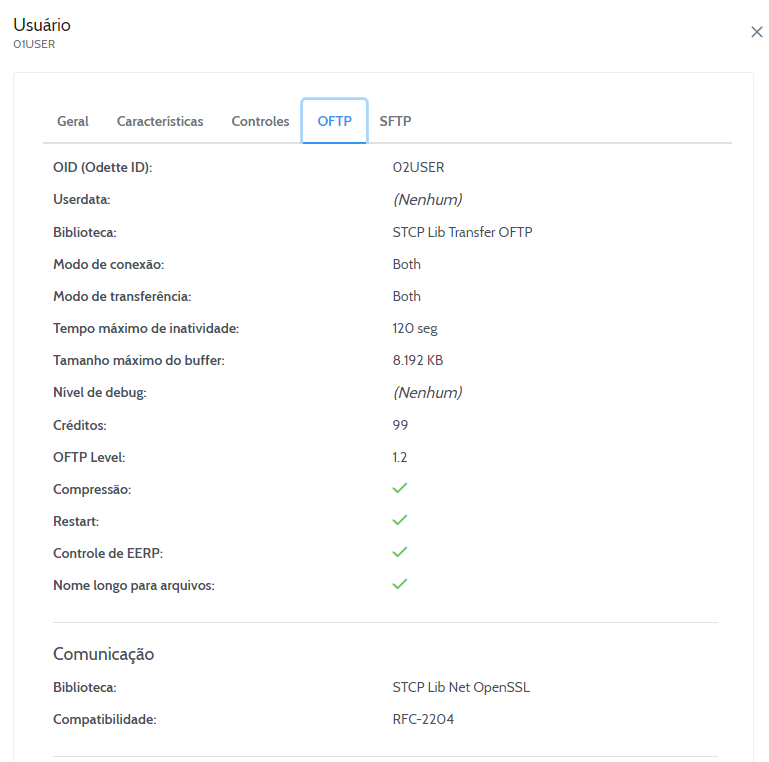 Usuário
01USER
Geral Características Controles OFTP SFTP
OID (Odette ID): 02USER
Userdata: (Nenhum)
Biblioteca: STCP Lib Transfer OFTP
Modo de conexão: Both
Modo de transferência: Both
Tempo máximo de inatividade: 120 seg
Tamanho máximo do buffer: 8.192 KB
Nível de debug: (Nenhum)
Créditos: 99
OFTP Level: 1.2
Compressão:
Restart:
Controle de EERP:
Nome longo para arquivos:
Comunicação
Biblioteca: STCP Lib Net OpenSSL
Compatibilidade: RFC-2204